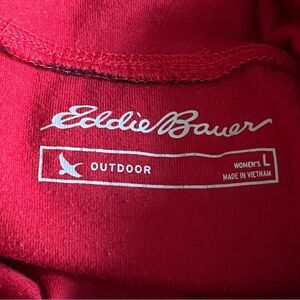 Eddie Bauer
OUTDOOR
WOMEN'S L
MADE IN VIETNAM